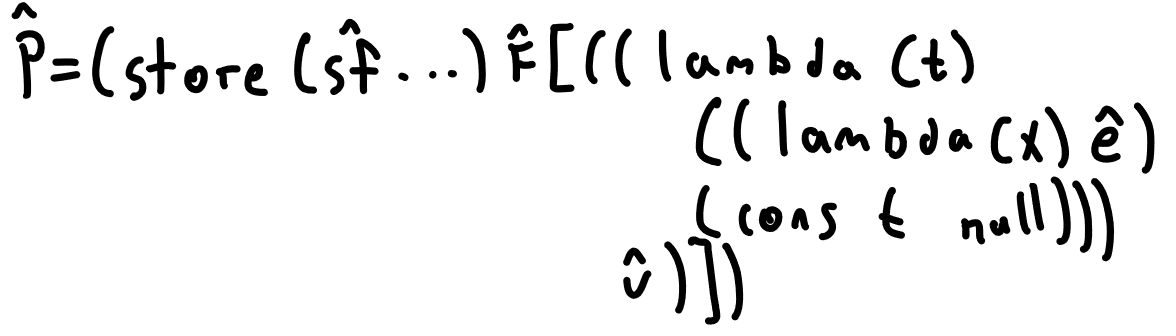 P̂=(store (sf̂ ...) F̂[((lambda (t)
((lambda (x) ê)
(cons t null)))
v̂)])